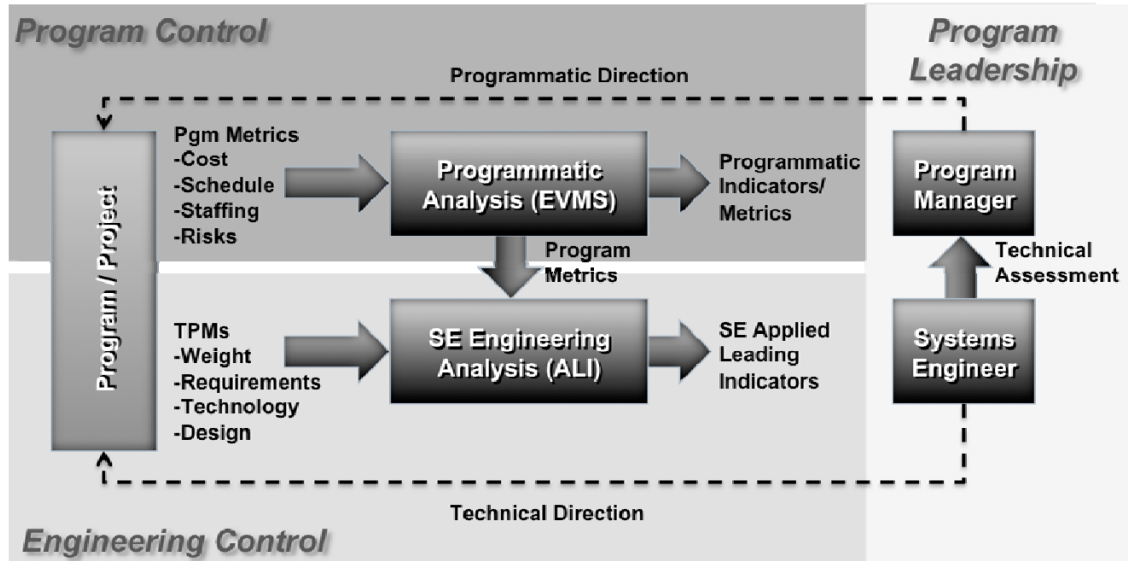 Program Control
Program
Leadership
Programmatic Direction
Pgm Metrics
-Cost
-Schedule
-Staffing
-Risks
Programmatic
Analysis (EVMS)
Programmatic
Indicators/
Metrics
Program
Manager
Program
Metrics
Technical
Assessment
Program / Project
TPMs
-Weight
-Requirements
-Technology
-Design
SE Engineering
Analysis (ALI)
SE Applied
Leading
Indicators
Systems
Engineer
Technical Direction
Engineering Control